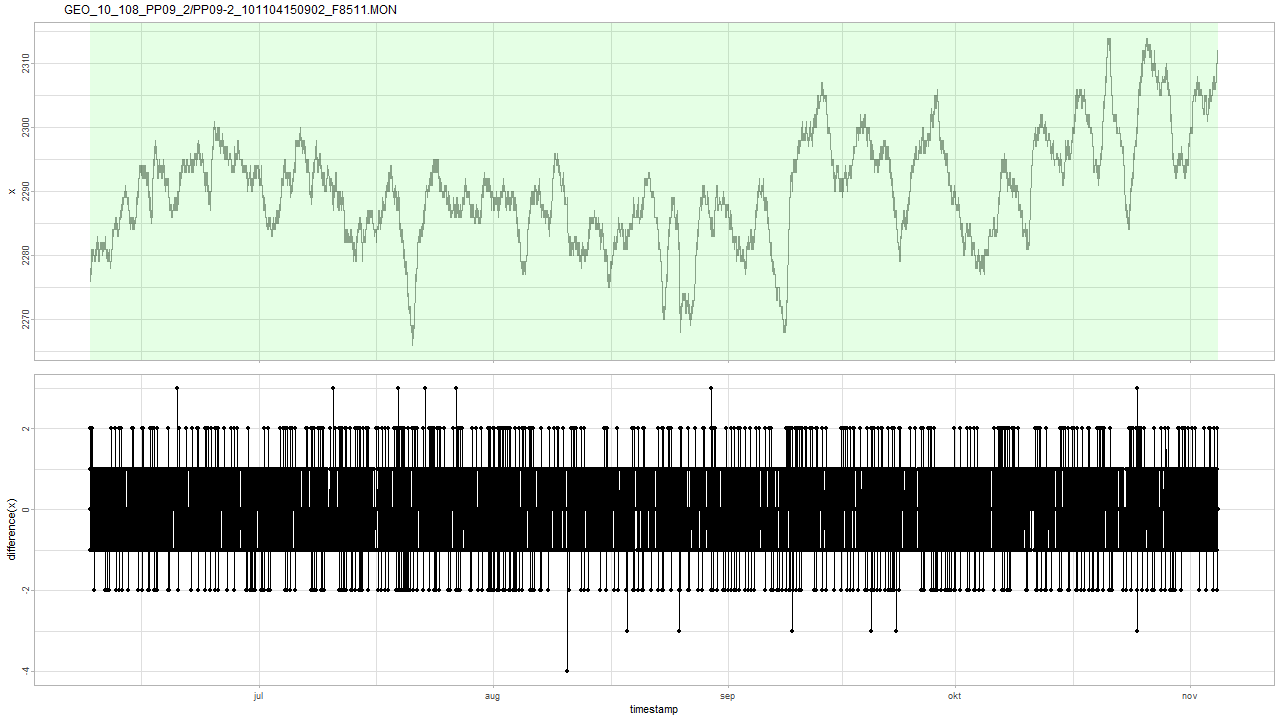 GEO_10_108_PP09_2/PP09-2_101104150902_F8511.MON
2310
2300
x
2290
2280
2270
2
0
difference(x)
-2
-4
jul
aug
sep
okt
nov
timestamp